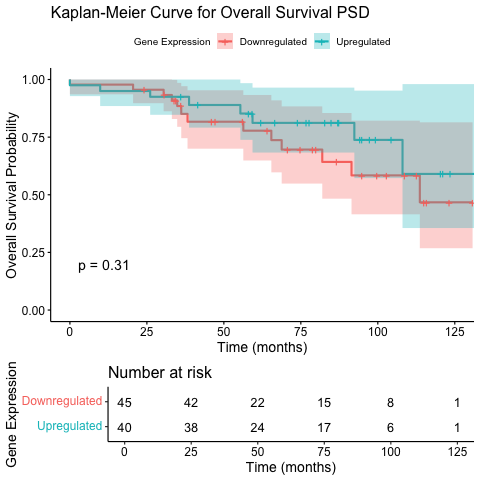 Kaplan-Meier Curve for Overall Survival PSD
Gene Expression Downregulated Upregulated
Overall Survival Probability
1.00
0.75
0.50
0.25
0.00
p = 0.31
0 25 50 75 100 125
Time (months)
Number at risk
Gene Expression
Downregulated 45 42 22 15 8 1
Upregulated 40 38 24 17 6 1
0 25 50 75 100 125
Time (months)